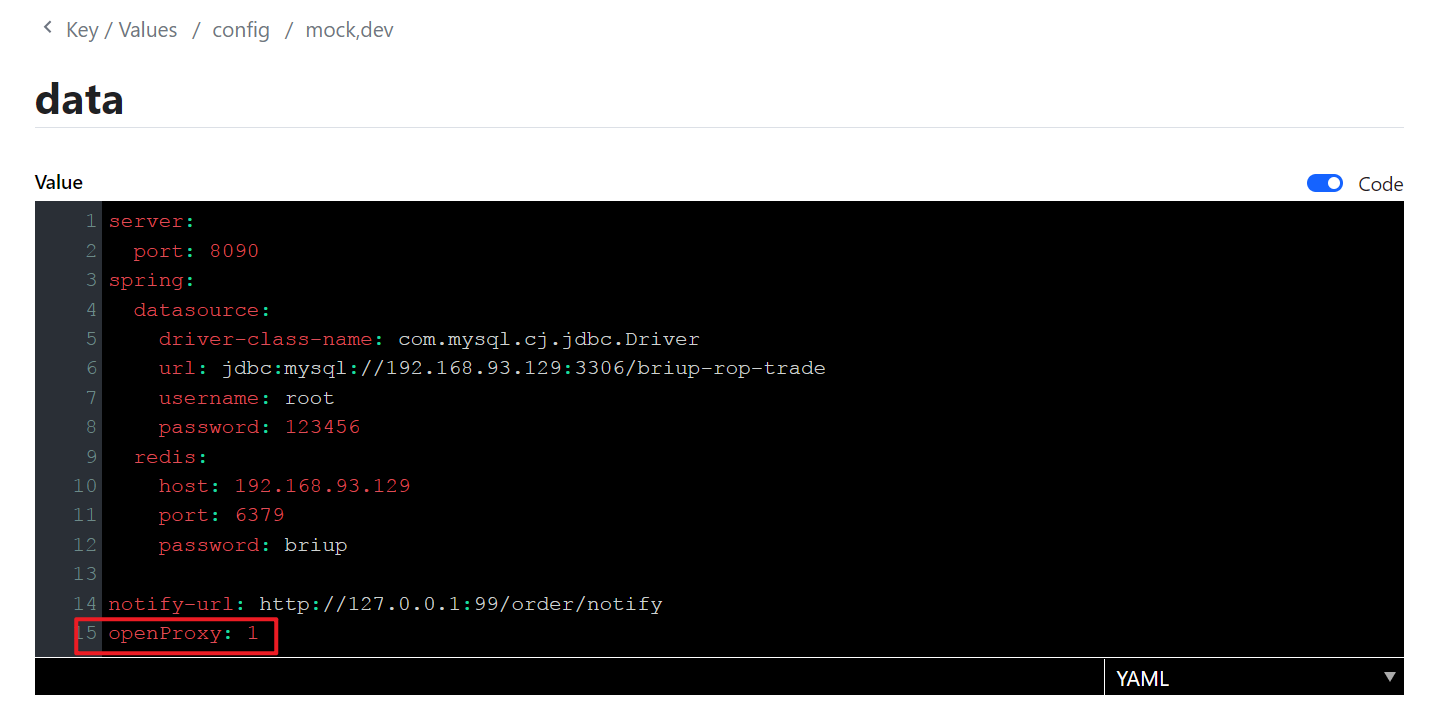 Key / Values / config / mock,dev
data
Value
Code
1 server:
2   port: 8090
3 spring:
4   datasource:
5     driver-class-name: com.mysql.cj.jdbc.Driver
6     url: jdbc:mysql://192.168.93.129:3306/briup-rop-trade
7     username: root
8     password: 123456
9   redis:
10     host: 192.168.93.129
11     port: 6379
12     password: briup
13
14 notify-url: http://127.0.0.1:99/order/notify
15 openProxy: 1
YAML